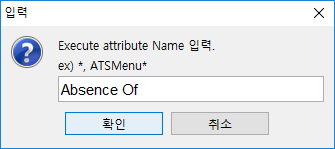 입력
Execute attribute Name 입력.
ex) *, ATSMenu*
Absence Of
확인
취소